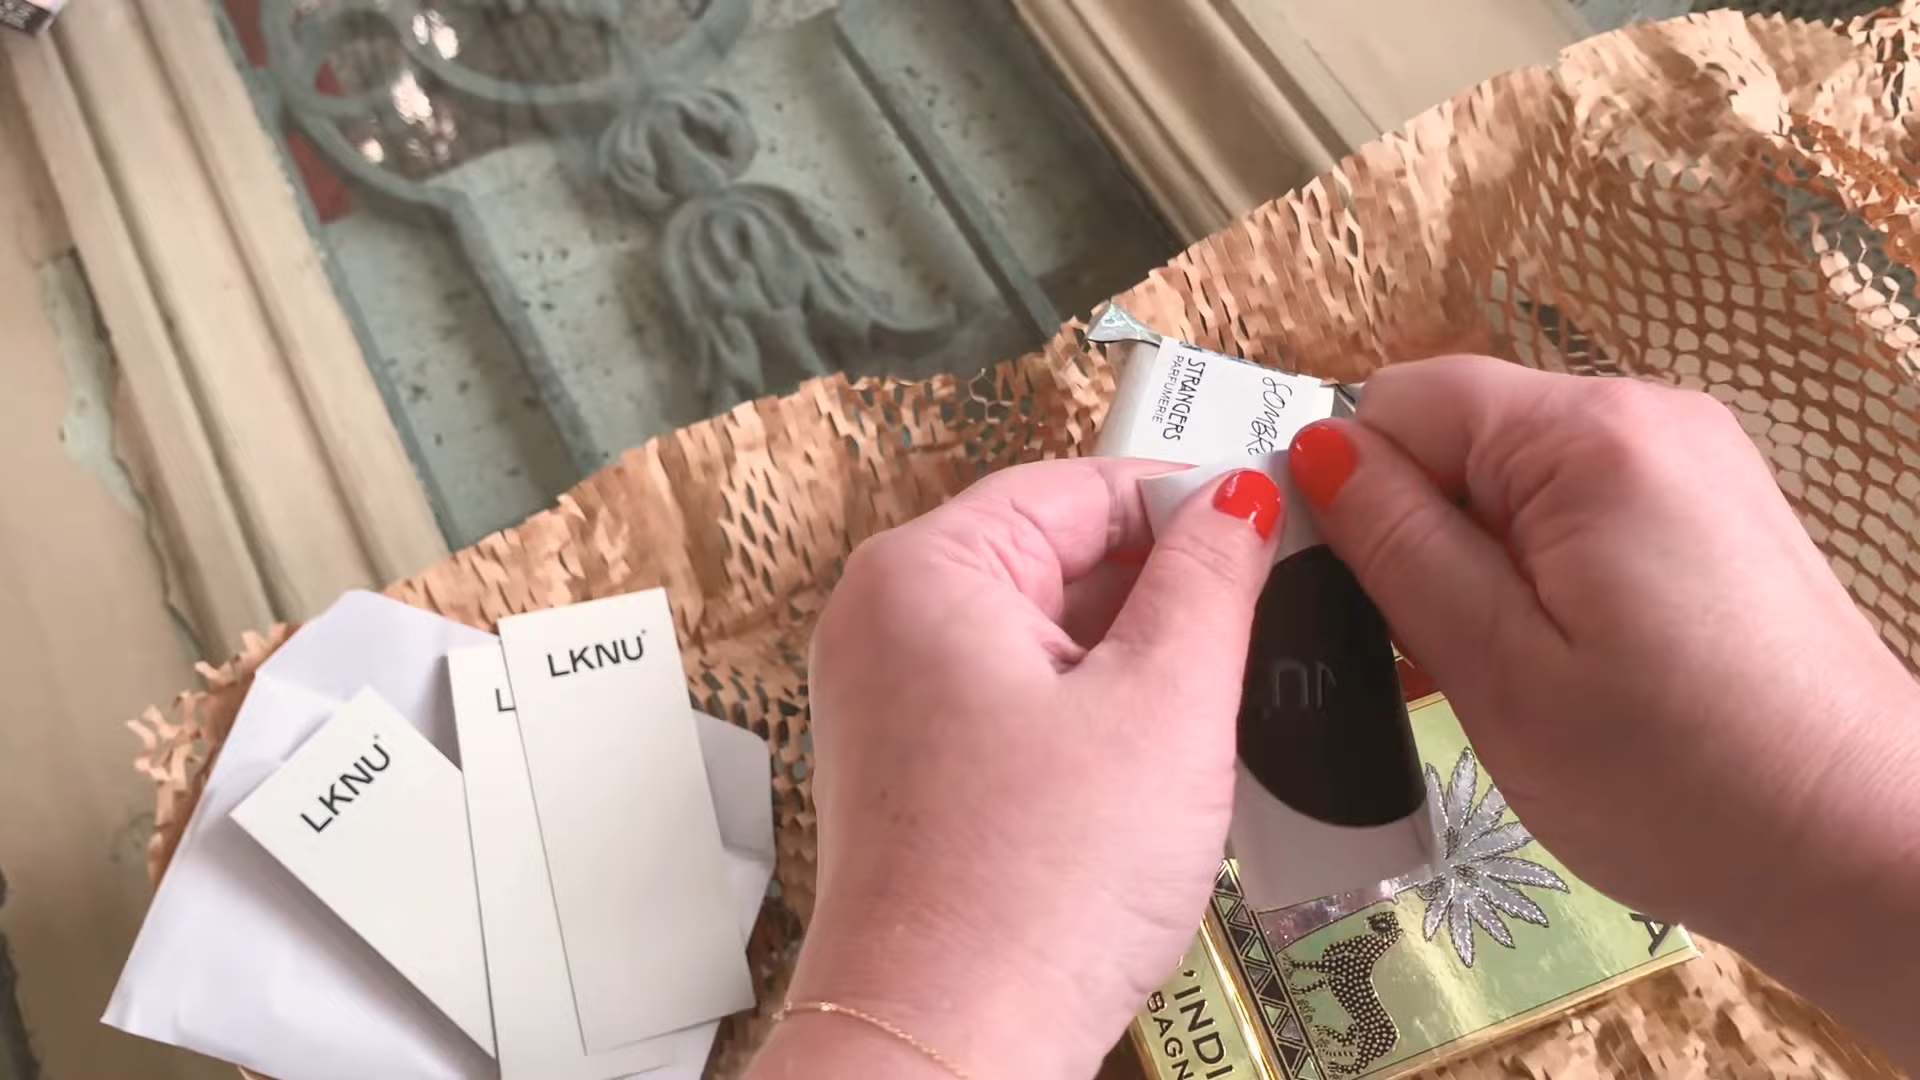 STRANGERS
PARFUMERIE
SOMBRE
LKNU
L
LKNU
'INDI
BAGN
A